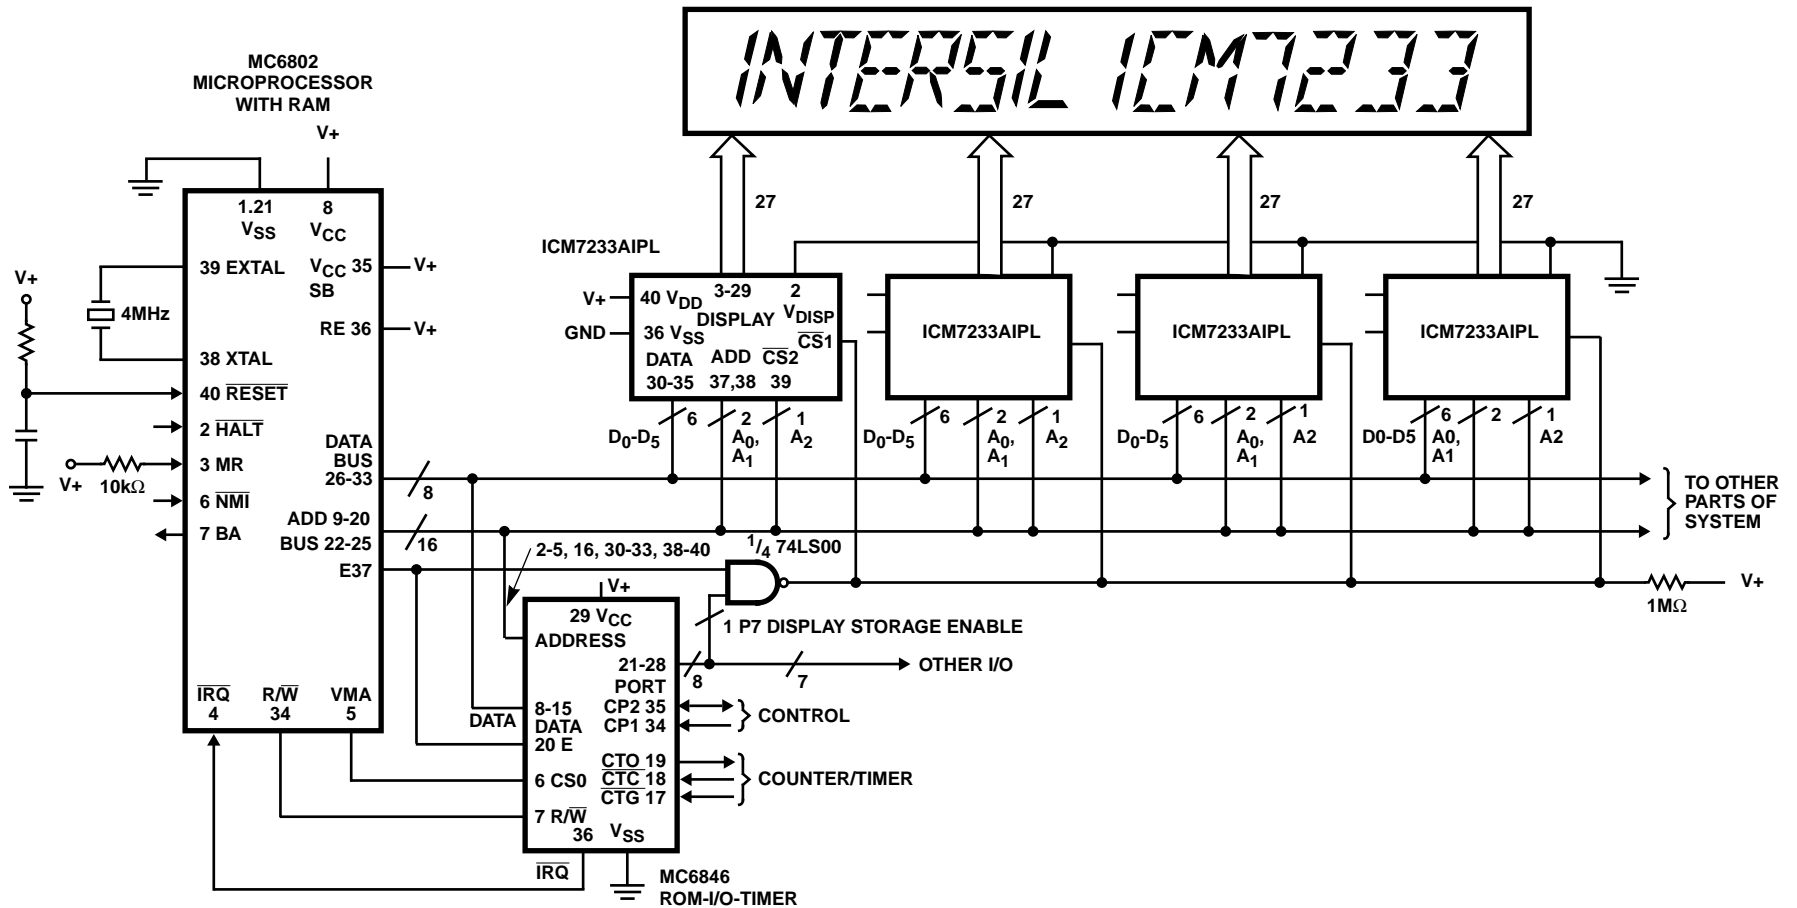 INTERSIL ICM7233
MC6802
MICROPROCESSOR
WITH RAM
V+
1.21
VSS
8
VCC
39 EXTAL
VCC 35
SB
V+
4MHz
RE 36
V+
V+
38 XTAL
40 RESET
2 HALT
3 MR
V+
10kΩ
6 NMI
7 BA
DATA
BUS
26-33
8
ADD 9-20
BUS 22-25
16
E37
IRQ
4
R/W
34
VMA
5
27
27
27
27
ICM7233AIPL
V+
GND
40 VDD
3-29
2
DISPLAY
VDISP
36 VSS
CS1
DATA
30-35
ADD
37,38
CS2
39
ICM7233AIPL
ICM7233AIPL
ICM7233AIPL
6
D0-D5
2
A0,
A1
1
A2
6
D0-D5
2
A0,
A1
1
A2
6
D0-D5
2
A0,
A1
1
A2
6
D0-D5
A0,
A1
2
1
A2
TO OTHER
PARTS OF
SYSTEM
2-5, 16, 30-33, 38-40
1/4 74LS00
1MΩ
V+
V+
29 VCC
ADDRESS
1 P7 DISPLAY STORAGE ENABLE
21-28
PORT
8
7
OTHER I/O
DATA
8-15
DATA
20 E
CP2 35
CP1 34
CONTROL
6 CS0
CTO 19
CTC 18
CTG 17
COUNTER/TIMER
7 R/W
36
VSS
IRQ
MC6846
ROM-I/O-TIMER